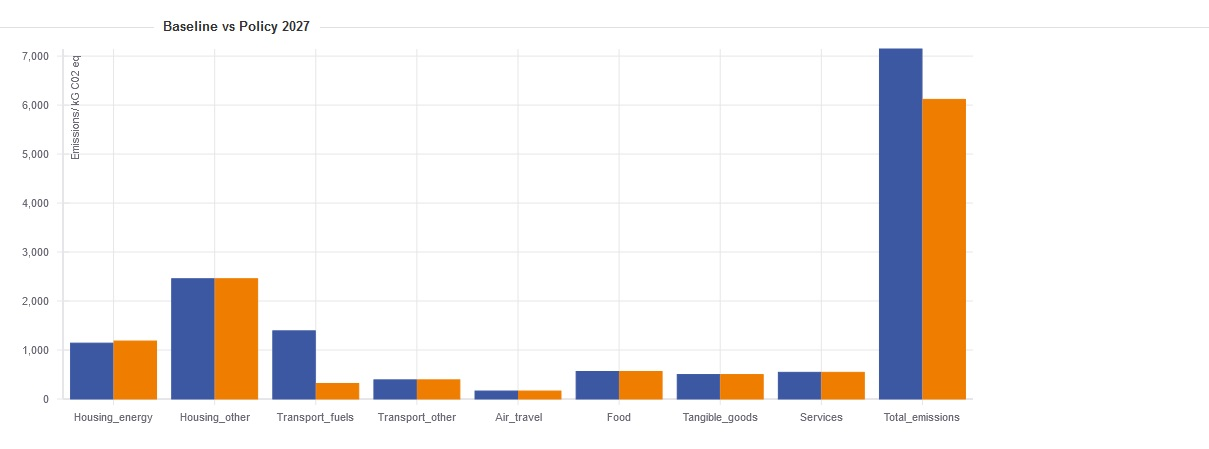 Baseline vs Policy 2027
7,000
6,000
5,000
4,000
3,000
2,000
1,000
0
Emissions/ kG C02 eq
Housing_energy
Housing_other
Transport_fuels
Transport_other
Air_travel
Food
Tangible_goods
Services
Total_emissions